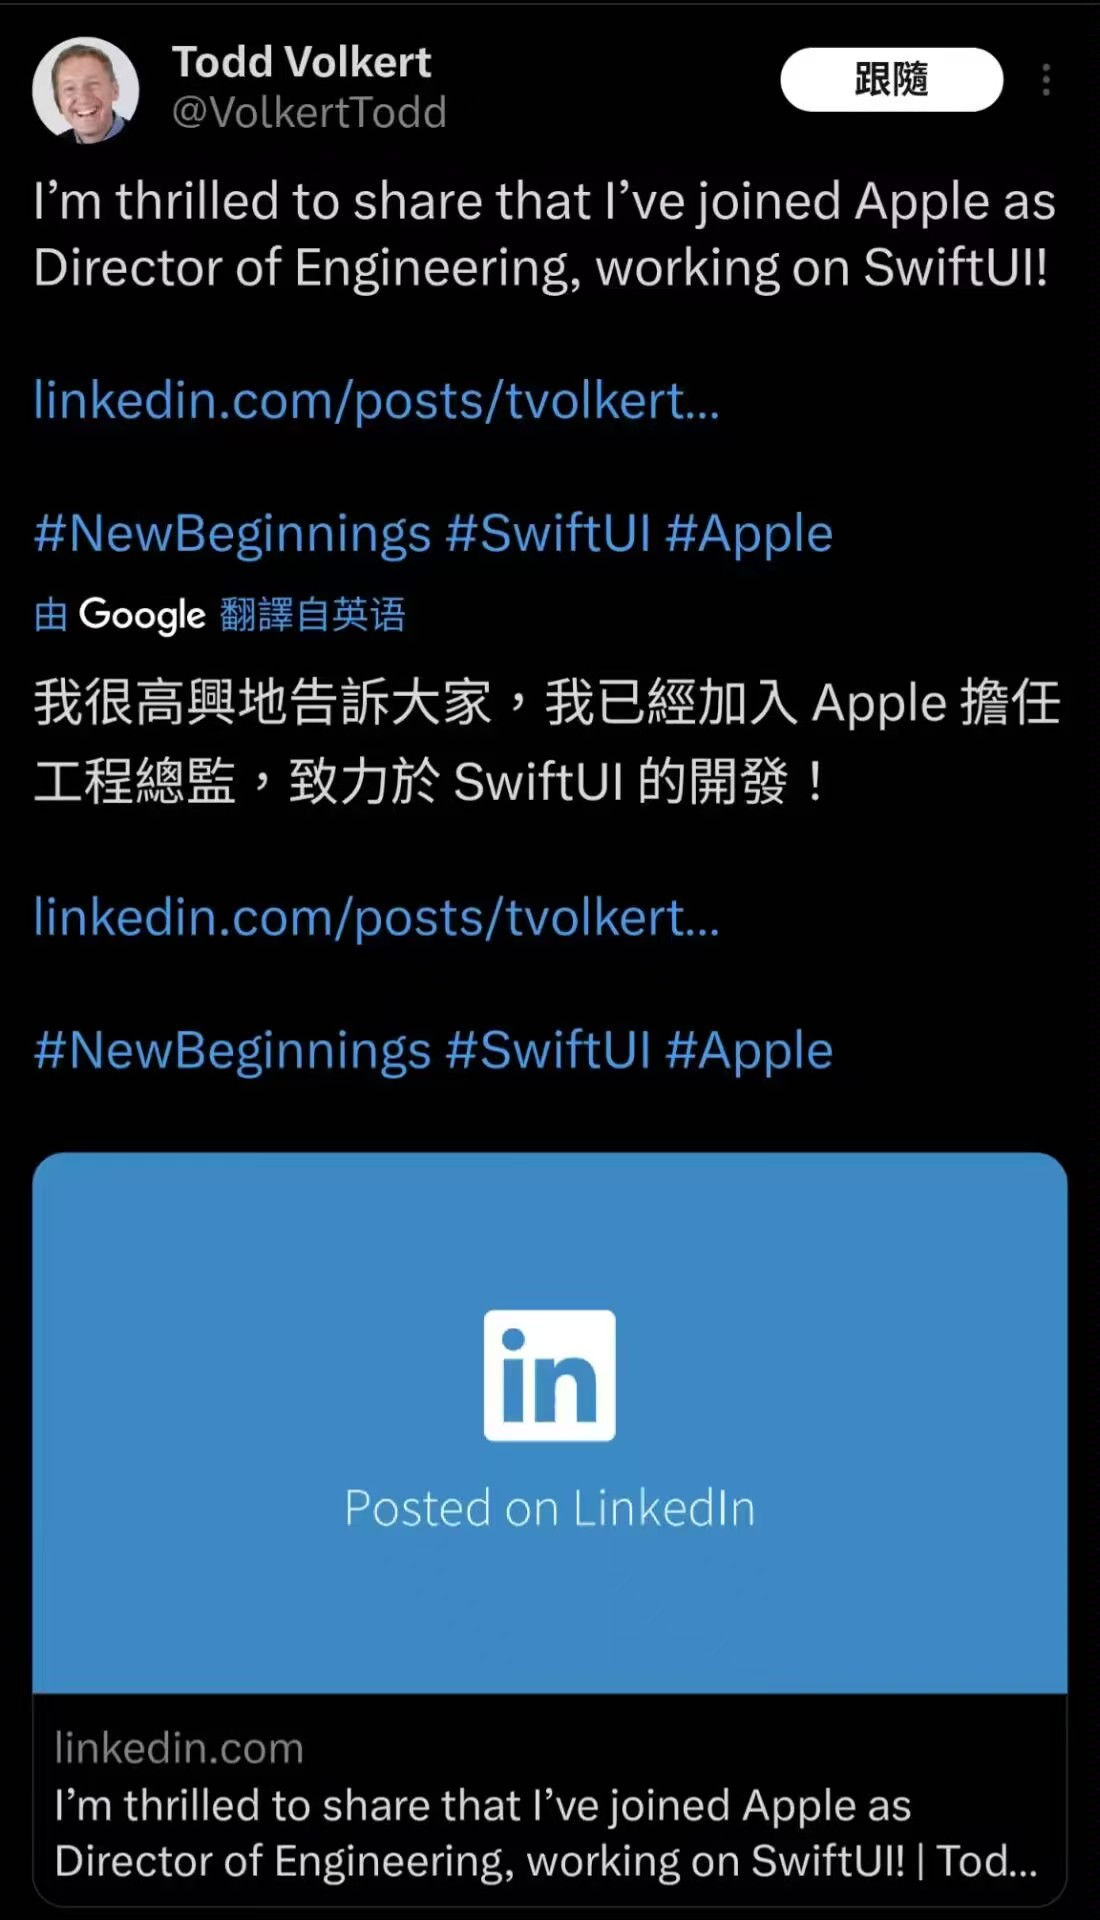 Todd Volkert
@VolkertTodd
跟隨
I’m thrilled to share that I’ve joined Apple as
Director of Engineering, working on SwiftUI!
linkedin.com/posts/tvolkert...
#NewBeginnings #SwiftUI #Apple
由 Google 翻譯自英语
我很高興地告訴大家，我已經加入 Apple 擔任
工程總監，致力於 SwiftUI 的開發！
linkedin.com/posts/tvolkert...
#NewBeginnings #SwiftUI #Apple
in
Posted on LinkedIn
linkedin.com
I’m thrilled to share that I’ve joined Apple as
Director of Engineering, working on SwiftUI! | Tod...